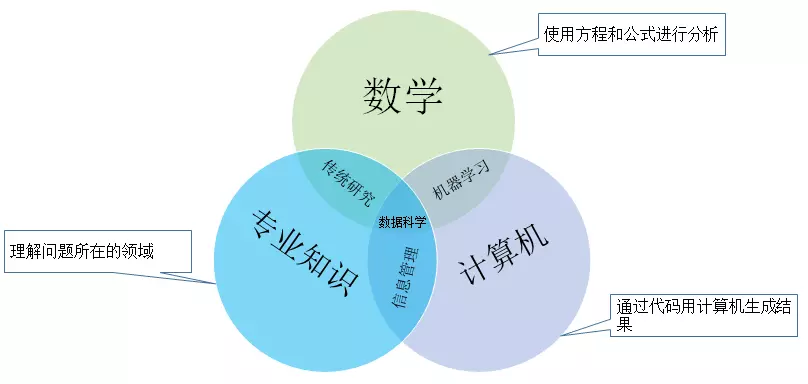 使用方程和公式进行分析
数学
传统研究
机器学习
数据科学
专业知识
信息管理
计算机
理解问题所在的领域
通过代码用计算机生成结
果